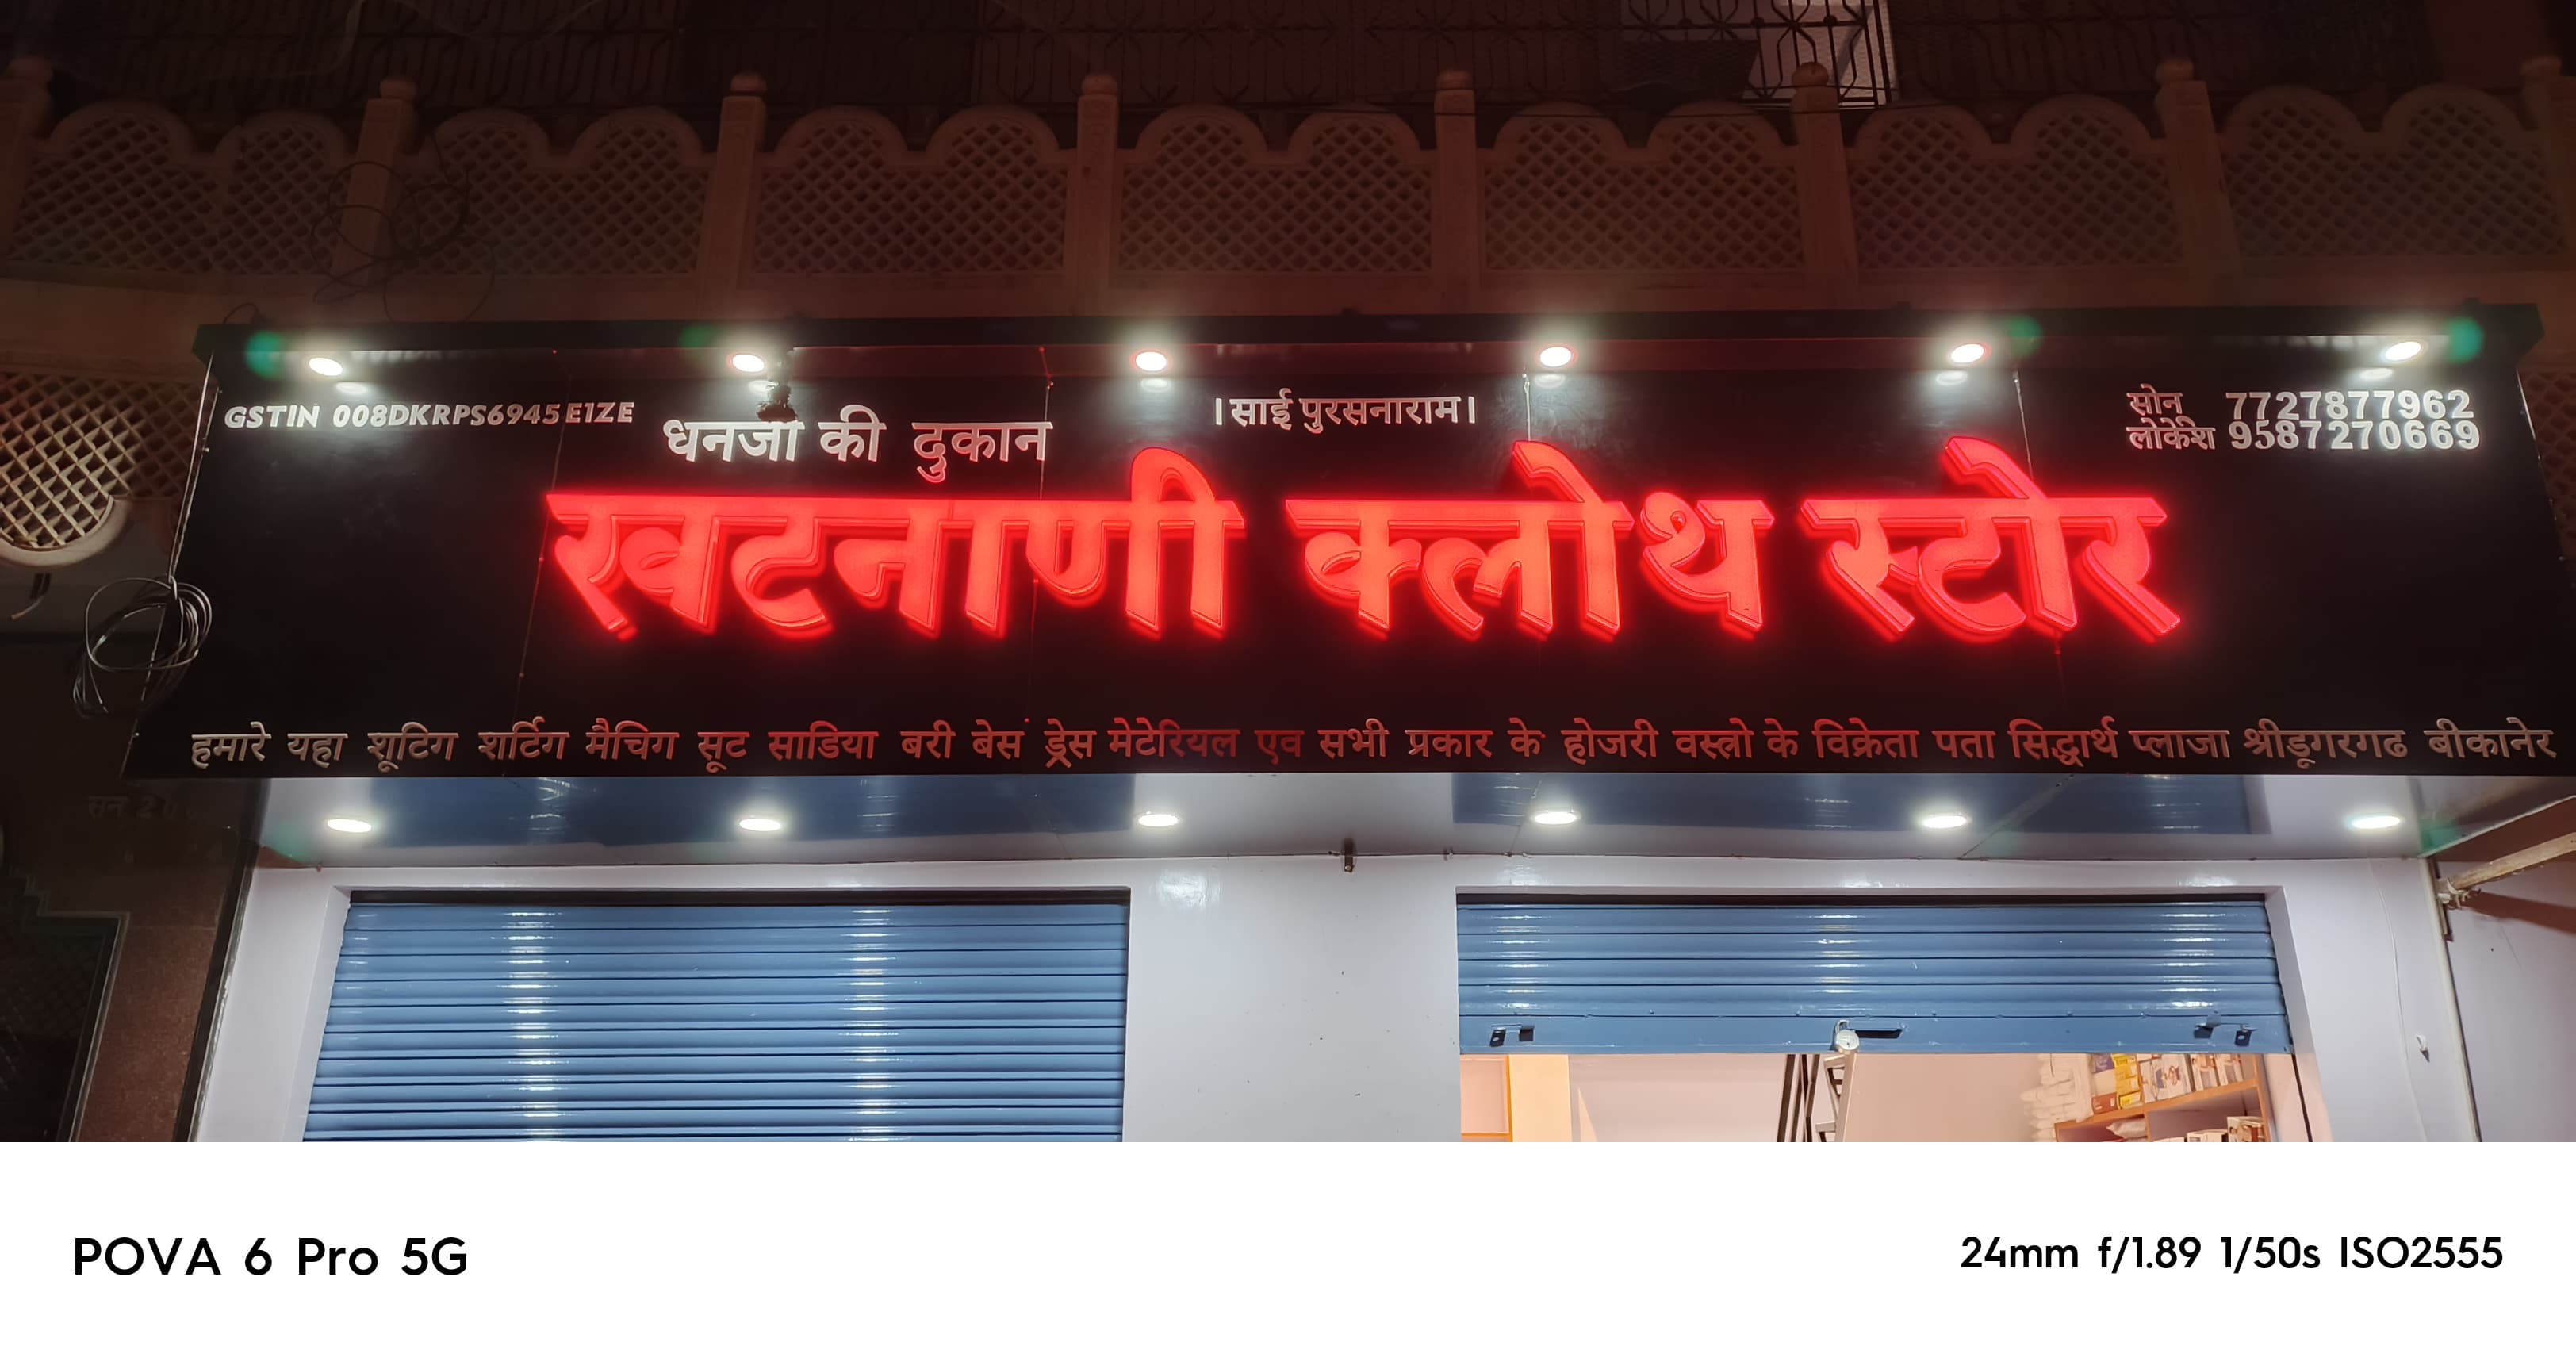 GSTIN 008DKRPS6945E1ZE
धनजी की दुकान
।साई पुरसनाराम।
सोनू 7727877962
लोकेश 9587270669
खटनाणी क्लोथ स्टोर
हमारे यहा शूटिग शर्टिग मैचिग सूट साडिया बरी बेस ड्रेस मेटेरियल एव सभी प्रकार के होजरी वस्त्रो के विक्रेता पता सिद्धार्थ प्लाजा श्रीडूगरगढ बीकानेर
POVA 6 Pro 5G
24mm f/1.89 1/50s ISO2555